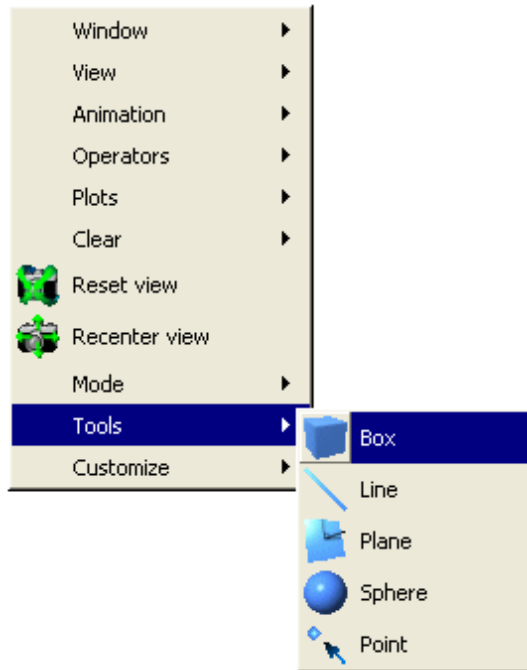 Window
View
Animation
Operators
Plots
Clear
Reset view
Recenter view
Mode
Tools
Customize
Box
Line
Plane
Sphere
Point